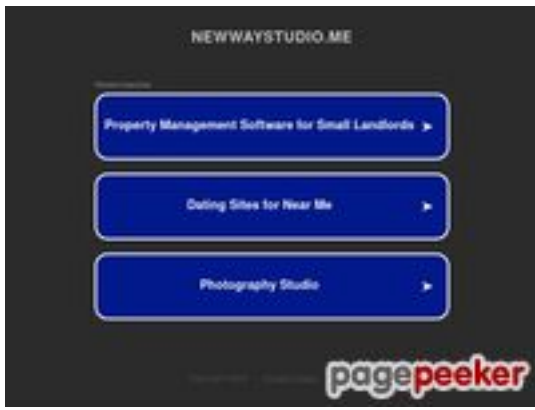 NEWWAYSTUDIO.ME
Property Management Software for Small Landlords
Dating Sites for Near Me
Photography Studio
pagepeeker